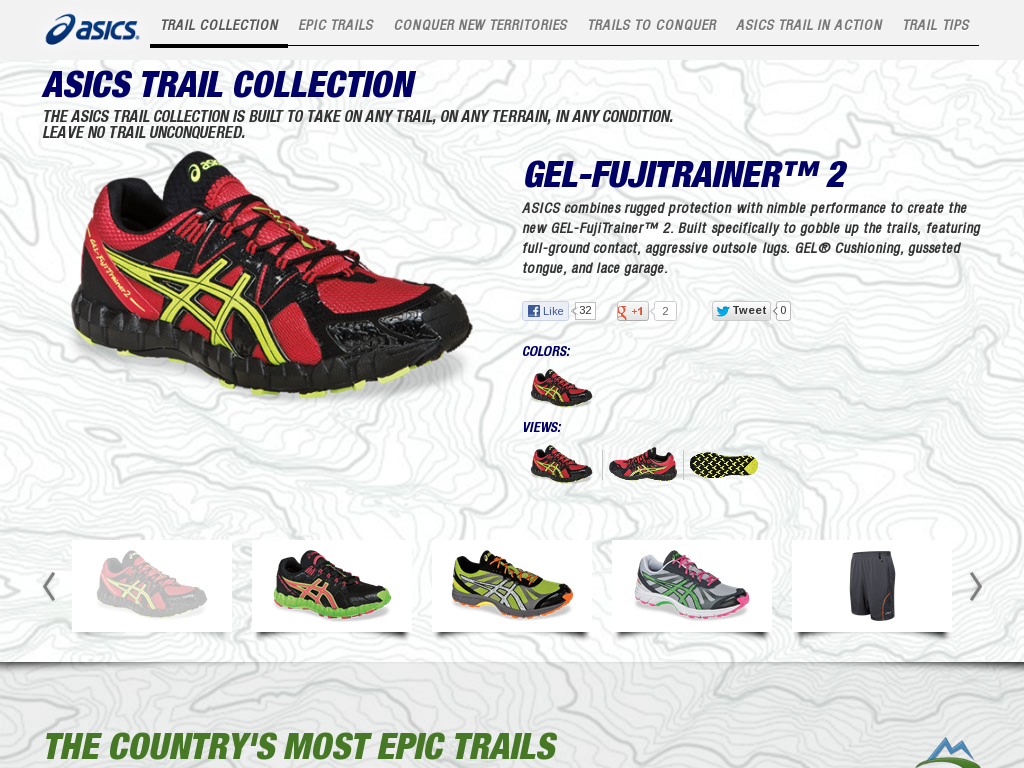 asics.
TRAIL COLLECTION
EPIC TRAILS
CONQUER NEW TERRITORIES
TRAILS TO CONQUER
ASICS TRAIL IN ACTION
TRAIL TIPS
ASICS TRAIL COLLECTION
THE ASICS TRAIL COLLECTION IS BUILT TO TAKE ON ANY TRAIL, ON ANY TERRAIN, IN ANY CONDITION.
LEAVE NO TRAIL UNCONQUERED.
GEL-FujiTrainer2
GEL-FUJITRAINER™ 2
ASICS combines rugged protection with nimble performance to create the
new GEL-FujiTrainer™ 2. Built specifically to gobble up the trails, featuring
full-ground contact, aggressive outsole lugs. GEL® Cushioning, gusseted
tongue, and lace garage.
Like 32
+1 2
Tweet 0
COLORS:
VIEWS:
THE COUNTRY'S MOST EPIC TRAILS